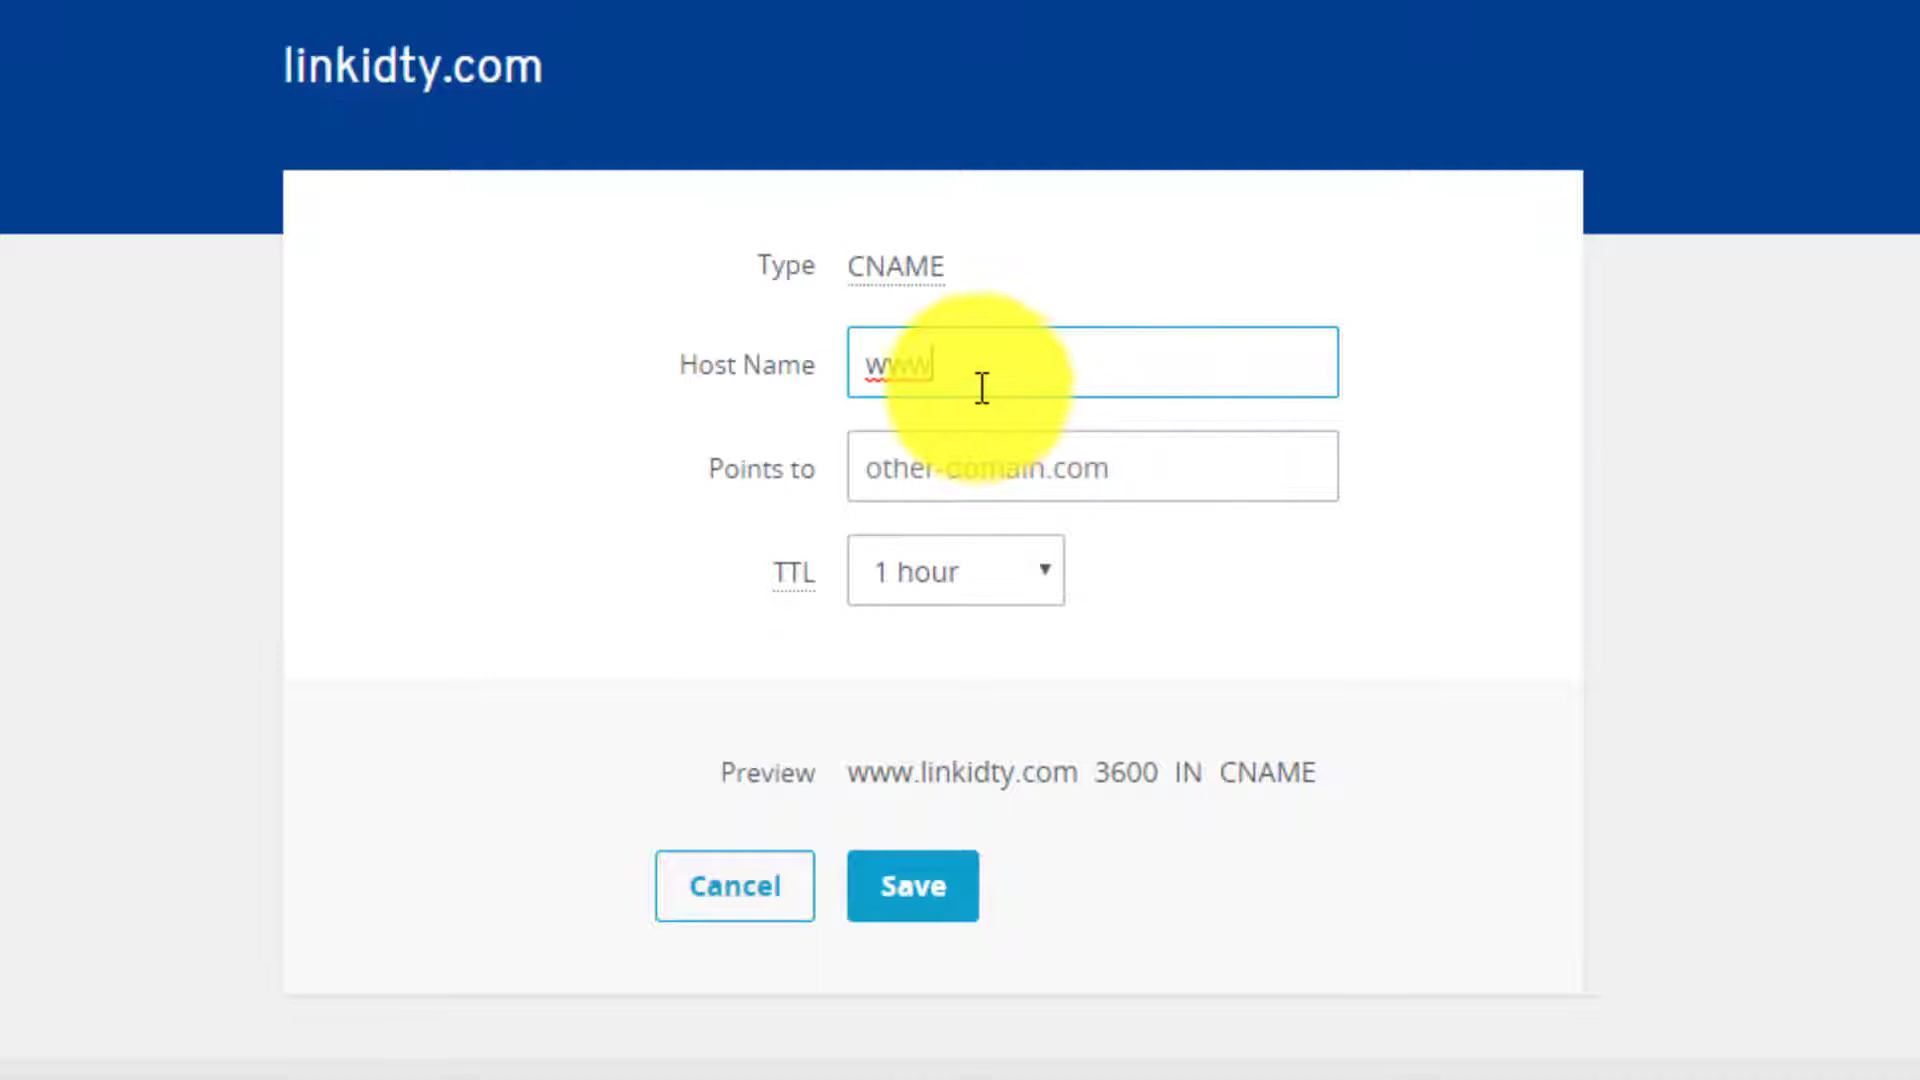 linkidty.com
Type CNAME
Host Name www
Points to other-domain.com
TTL 1 hour
Preview www.linkidty.com 3600 IN CNAME
Cancel Save